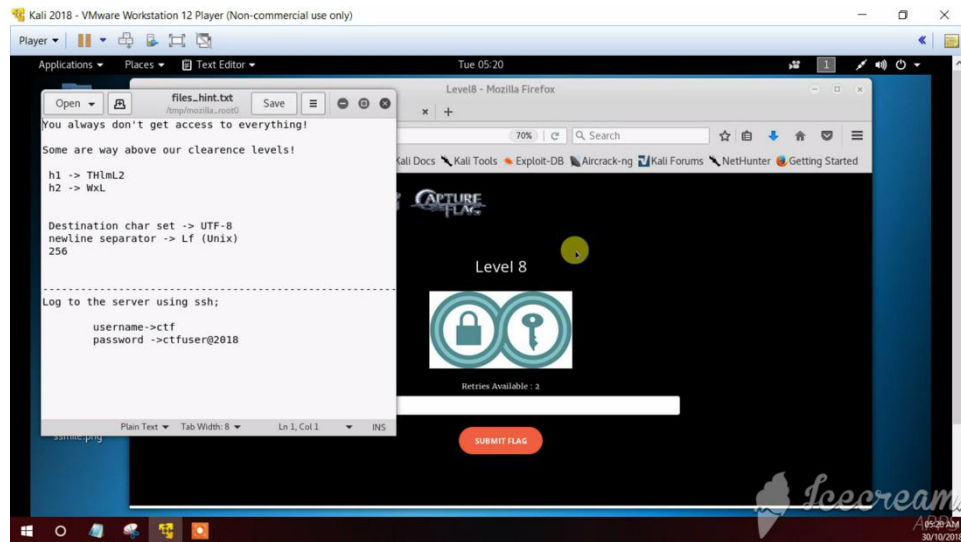 Kali 2018 - VMware Workstation 12 Player (Non-commercial use only)
Player
Applications Places Text Editor Tue 05:20 1
Level8 - Mozilla Firefox
Open files_hint.txt Save
/tmp/mozilla_root0
70% Search
Kali Docs Kali Tools Exploit-DB Aircrack-ng Kali Forums NetHunter Getting Started
You always don't get access to everything!
Some are way above our clearence levels!
h1 -> THlmL2
h2 -> WxL
Destination char set -> UTF-8
newline separator -> Lf (Unix)
256
Log to the server using ssh;
username->ctf
password ->ctfuser@2018
Plain Text Tab Width: 8 Ln 1, Col 1 INS
CAPTURE
FLAG
Level 8
Retries Available : 2
SUBMIT FLAG
Icecream
APPS
05:20 AM
30/10/2018